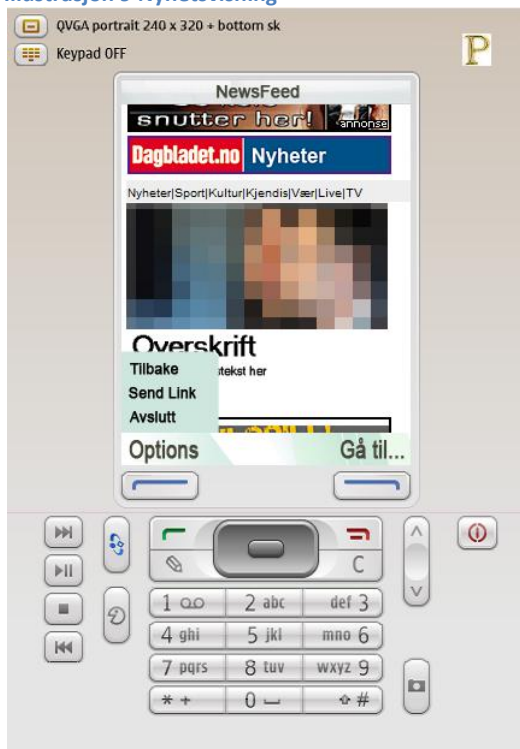 QVGA portrait 240 x 320 + bottom sk
Keypad OFF
P
NewsFeed
snutter her!
annonse
Dagbladet.no Nyheter
Nyheter|Sport|Kultur|Kjendis|Vær|Live|TV
Overskrift
Tilbake
her
Send Link
Avslutt
Options Gå til...
C
1 2 abc def 3
4 ghi 5 jkl mno 6
7 pqrs 8 tuv wxyz 9
* + 0 #